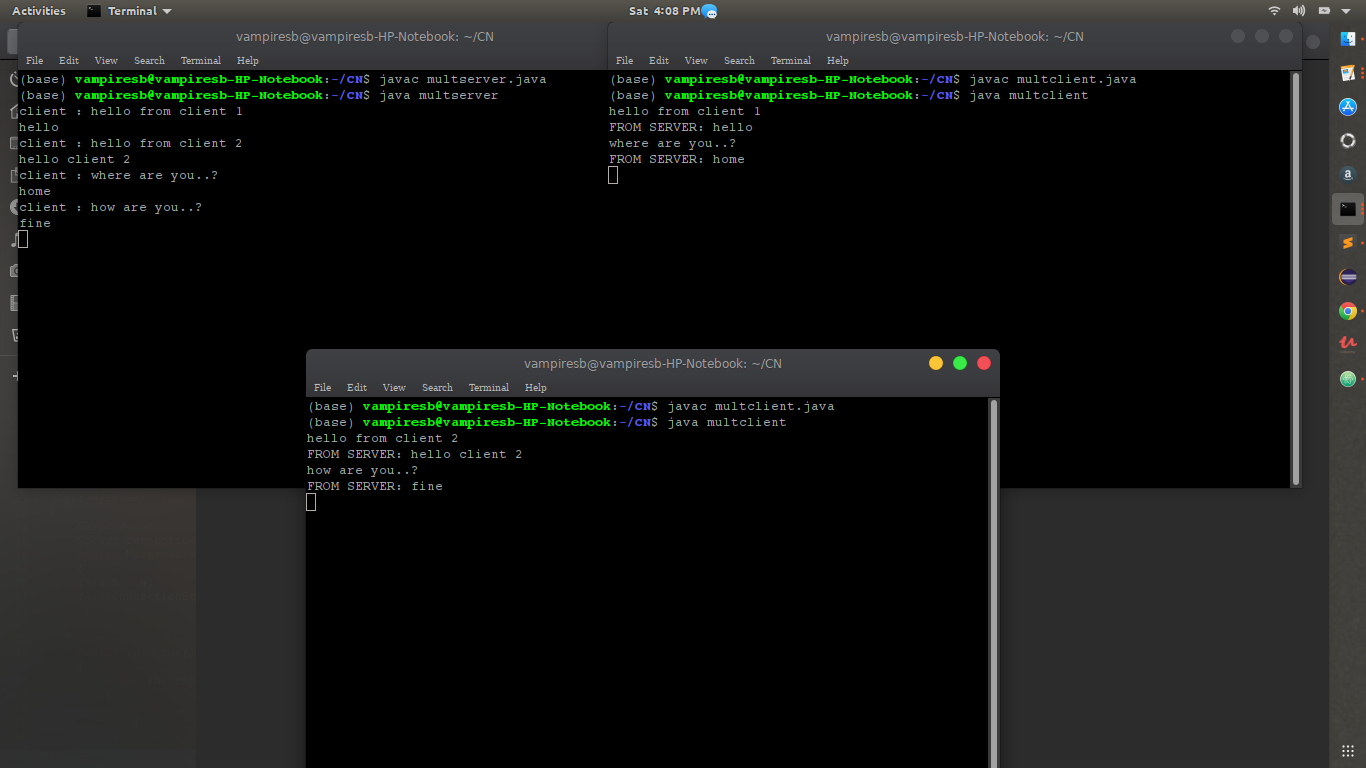 Activities Terminal Sat 4:08 PM
vampiresb@vampiresb-HP-Notebook: ~/CN
File Edit View Search Terminal Help
(base) vampiresb@vampiresb-HP-Notebook:~/CN$ javac multserver.java
(base) vampiresb@vampiresb-HP-Notebook:~/CN$ java multserver
client : hello from client 1
hello
client : hello from client 2
hello client 2
client : where are you..?
home
client : how are you..?
fine
vampiresb@vampiresb-HP-Notebook: ~/CN
File Edit View Search Terminal Help
(base) vampiresb@vampiresb-HP-Notebook:~/CN$ javac multclient.java
(base) vampiresb@vampiresb-HP-Notebook:~/CN$ java multclient
hello from client 1
FROM SERVER: hello
where are you..?
FROM SERVER: home
vampiresb@vampiresb-HP-Notebook: ~/CN
File Edit View Search Terminal Help
(base) vampiresb@vampiresb-HP-Notebook:~/CN$ javac multclient.java
(base) vampiresb@vampiresb-HP-Notebook:~/CN$ java multclient
hello from client 2
FROM SERVER: hello client 2
how are you..?
FROM SERVER: fine